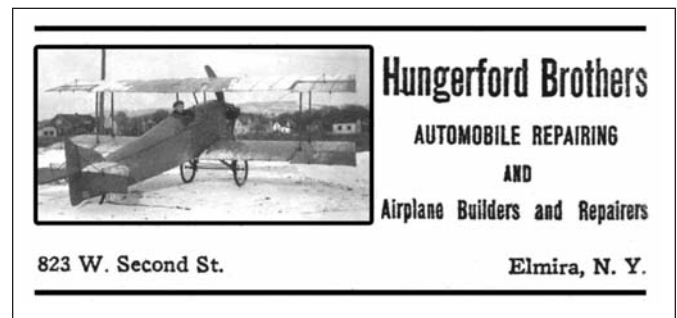 Hungerford Brothers
AUTOMOBILE REPAIRING
AND
Airplane Builders and Repairers
823 W. Second St.
Elmira, N. Y.